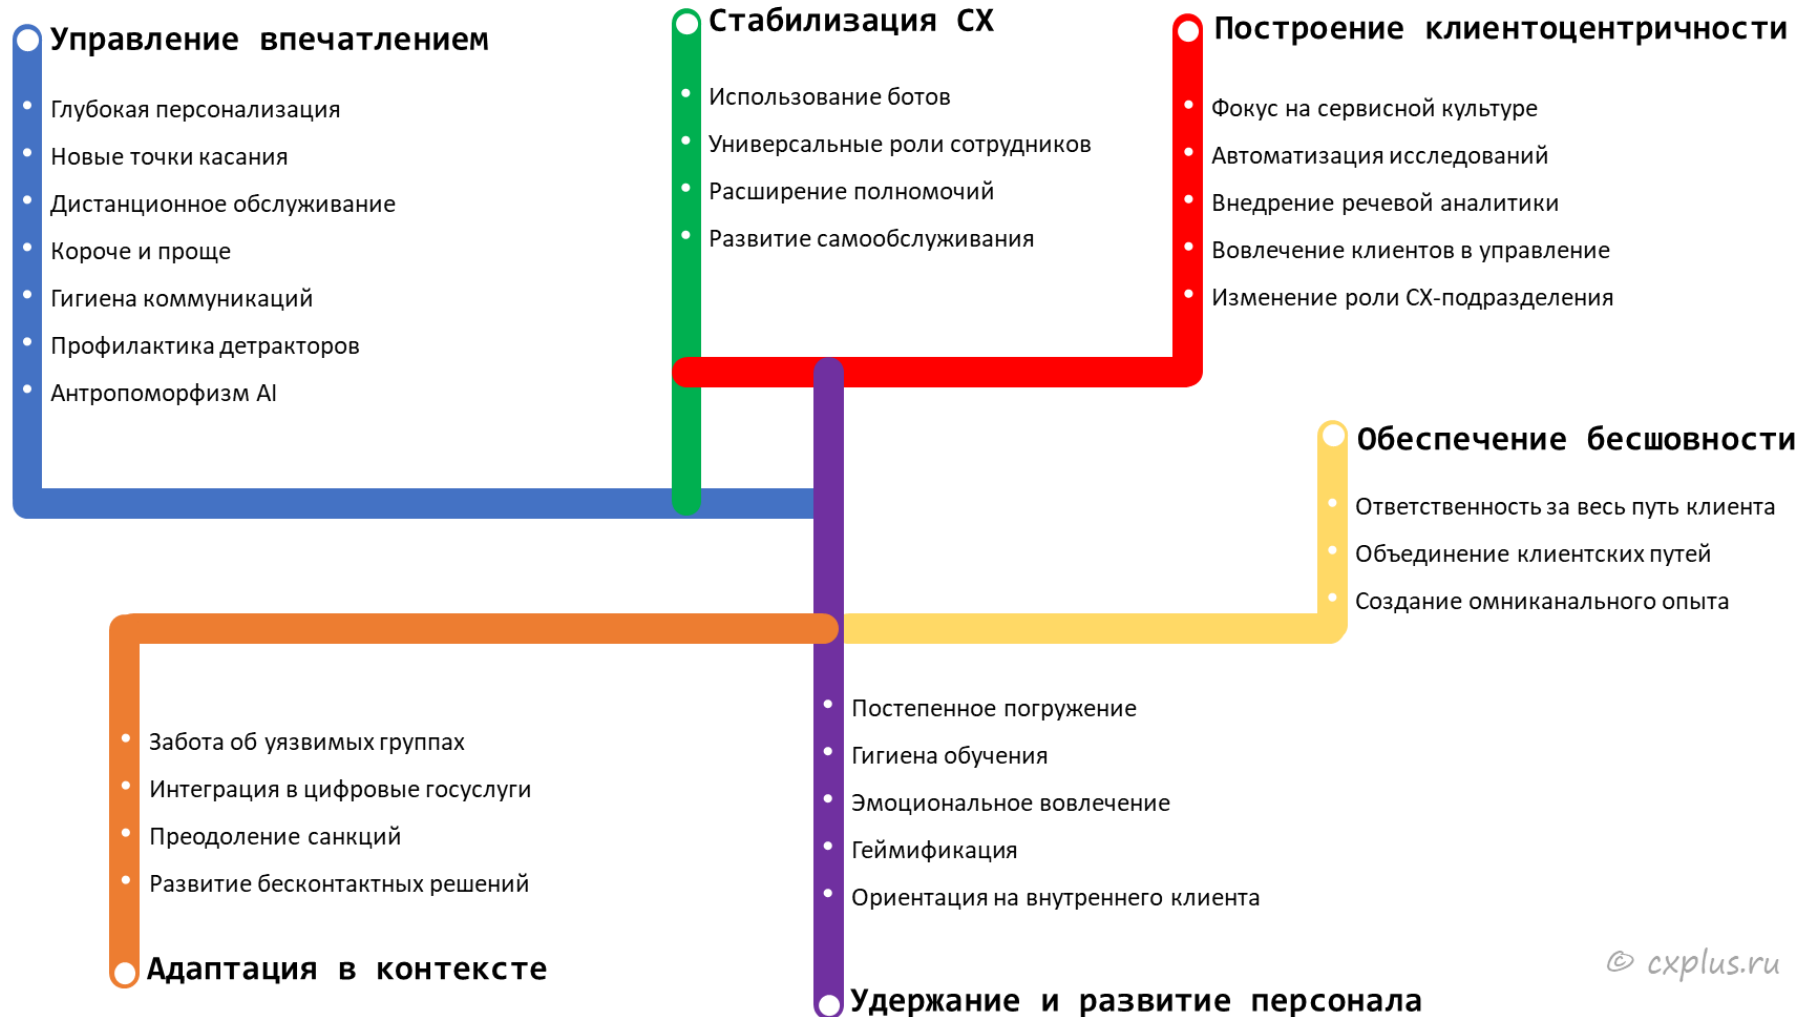 Управление впечатлением
Глубокая персонализация
Новые точки касания
Дистанционное обслуживание
Короче и проще
Гигиена коммуникаций
Профилактика детракторов
Антропоморфизм AI
Стабилизация CX
Использование ботов
Универсальные роли сотрудников
Расширение полномочий
Развитие самообслуживания
Построение клиентоцентричности
Фокус на сервисной культуре
Автоматизация исследований
Внедрение речевой аналитики
Вовлечение клиентов в управление
Изменение роли CX-подразделения
Обеспечение бесшовности
Ответственность за весь путь клиента
Объединение клиентских путей
Создание омниканального опыта
Забота об уязвимых группах
Интеграция в цифровые госуслуги
Преодоление санкций
Развитие бесконтактных решений
Адаптация в контексте
Постепенное погружение
Гигиена обучения
Эмоциональное вовлечение
Геймификация
Ориентация на внутреннего клиента
Удержание и развитие персонала
© cxplus.ru